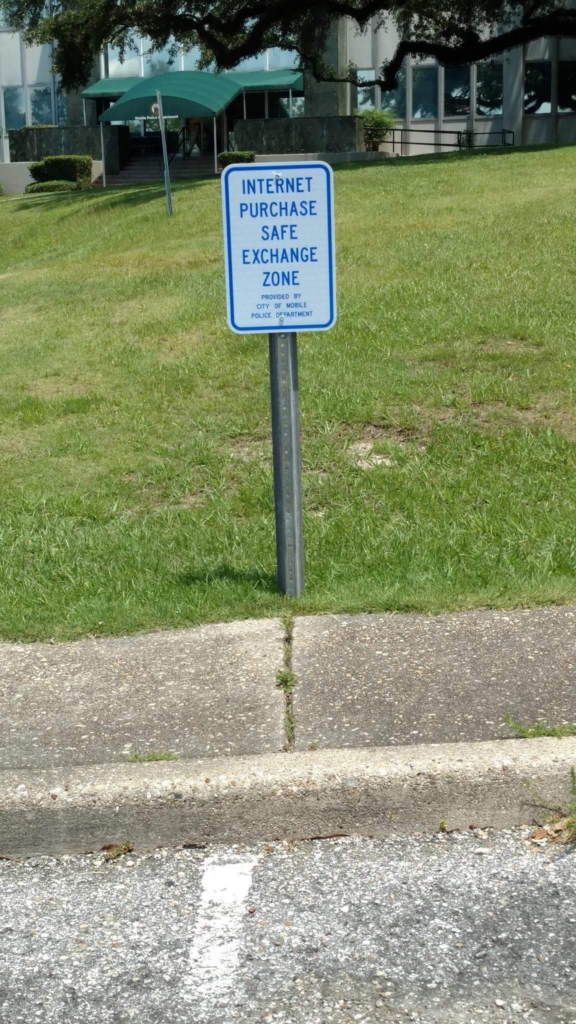 INTERNET
PURCHASE
SAFE
EXCHANGE
ZONE
PROVIDED BY
CITY OF MOBILE
POLICE DEPARTMENT